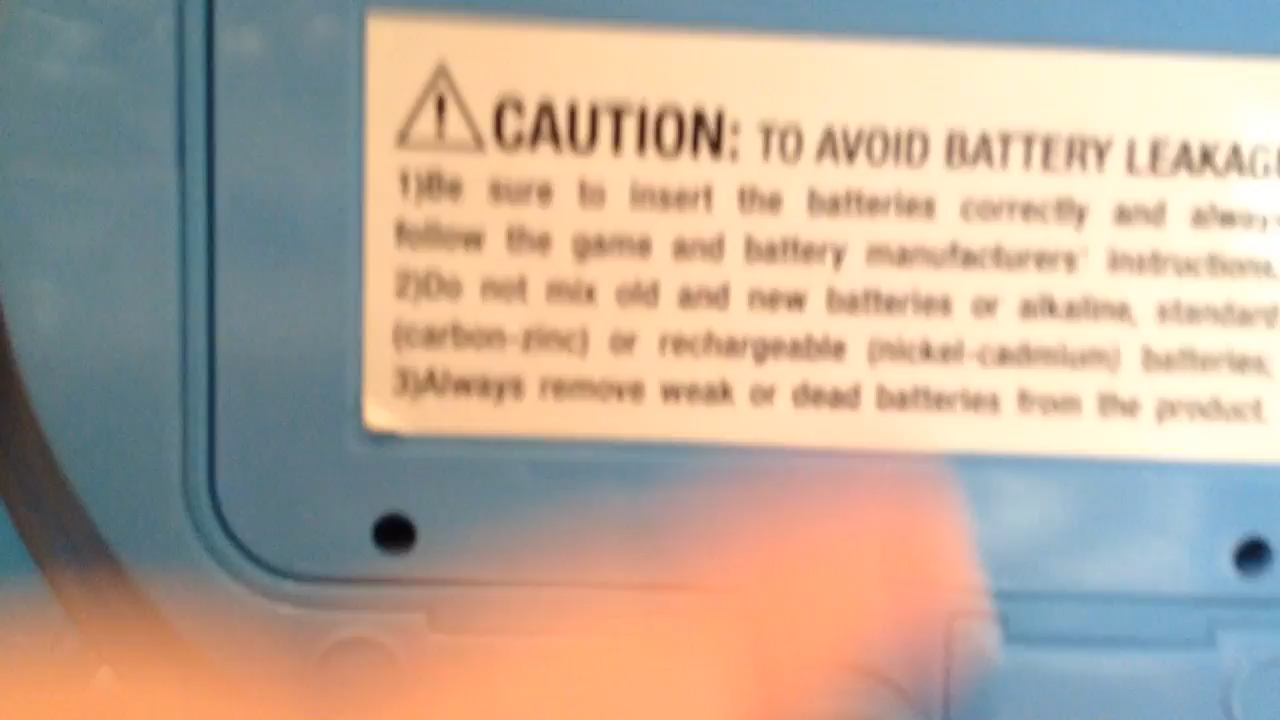 CAUTION: TO AVOID BATTERY LEAKAGE
1)Be sure to insert the batteries correctly and always
follow the game and battery manufacturers' instructions.
2)Do not mix old and new batteries or alkaline, standard
(carbon-zinc) or rechargeable (nickel-cadmium) batteries.
3)Always remove weak or dead batteries from the product.